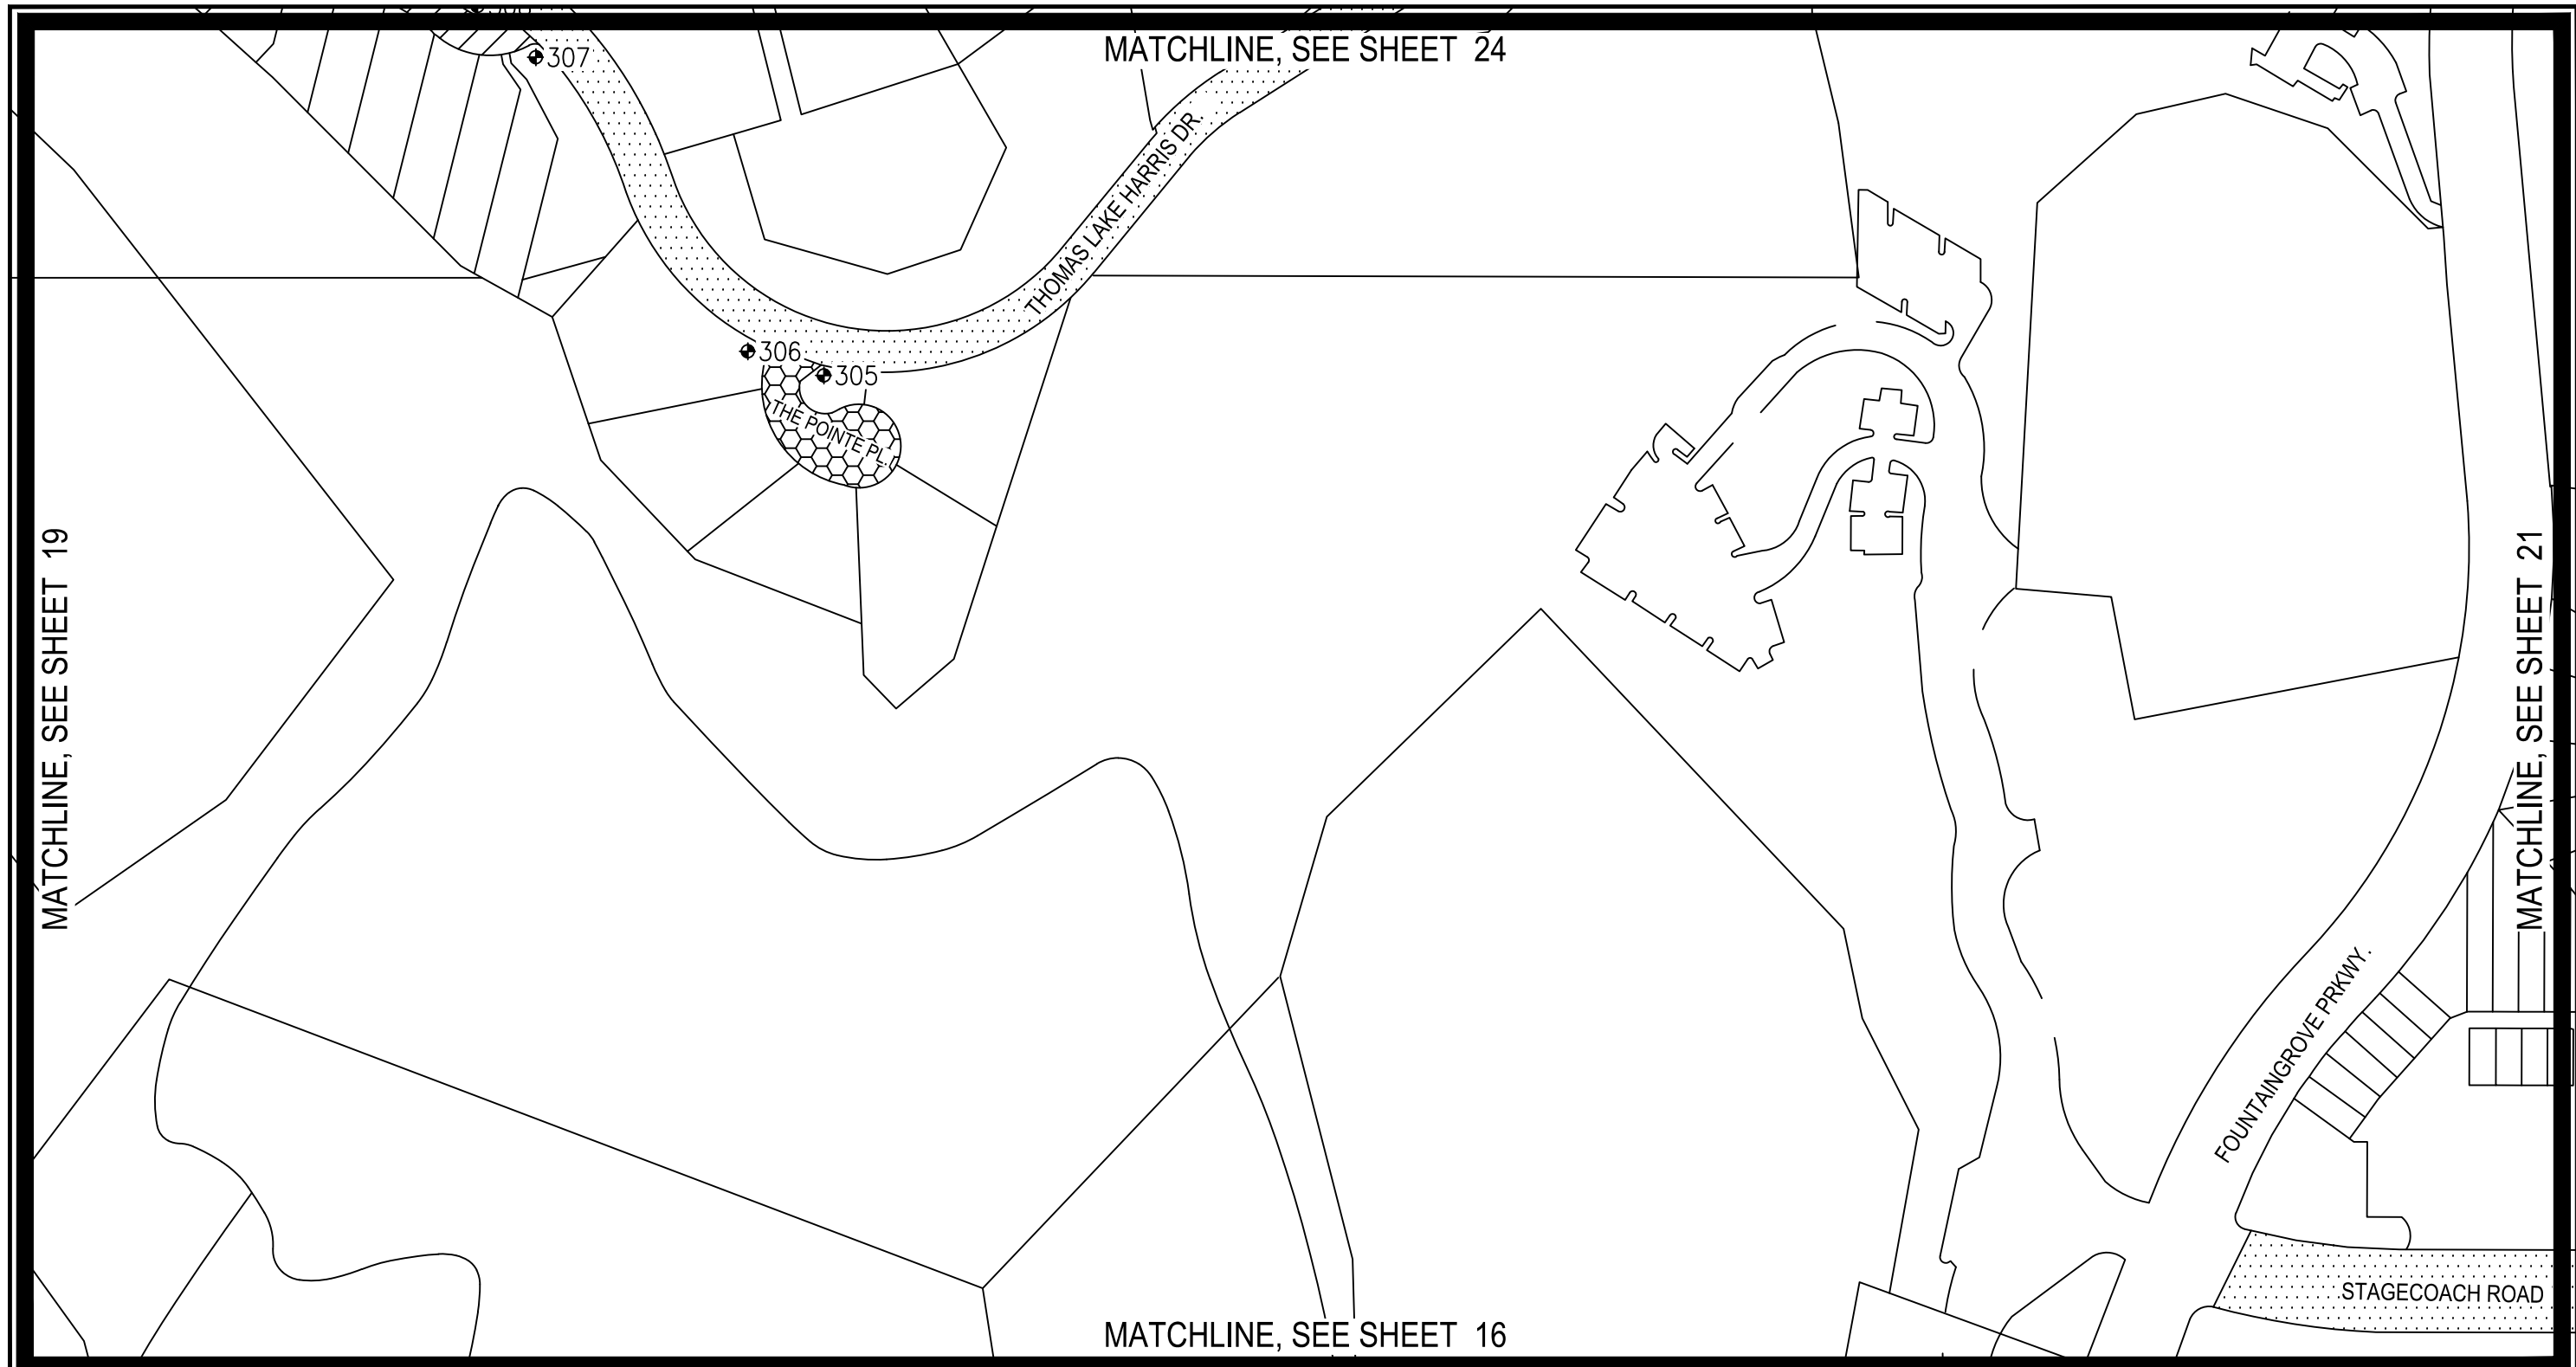 307
MATCHLINE, SEE SHEET 24
THOMAS LAKE HARRIS DR.
306
305
THE POINTE PL.
MATCHLINE, SEE SHEET 19
MATCHLINE, SEE SHEET 21
FOUNTAINGROVE PRKWY.
STAGECOACH ROAD
MATCHLINE, SEE SHEET 16